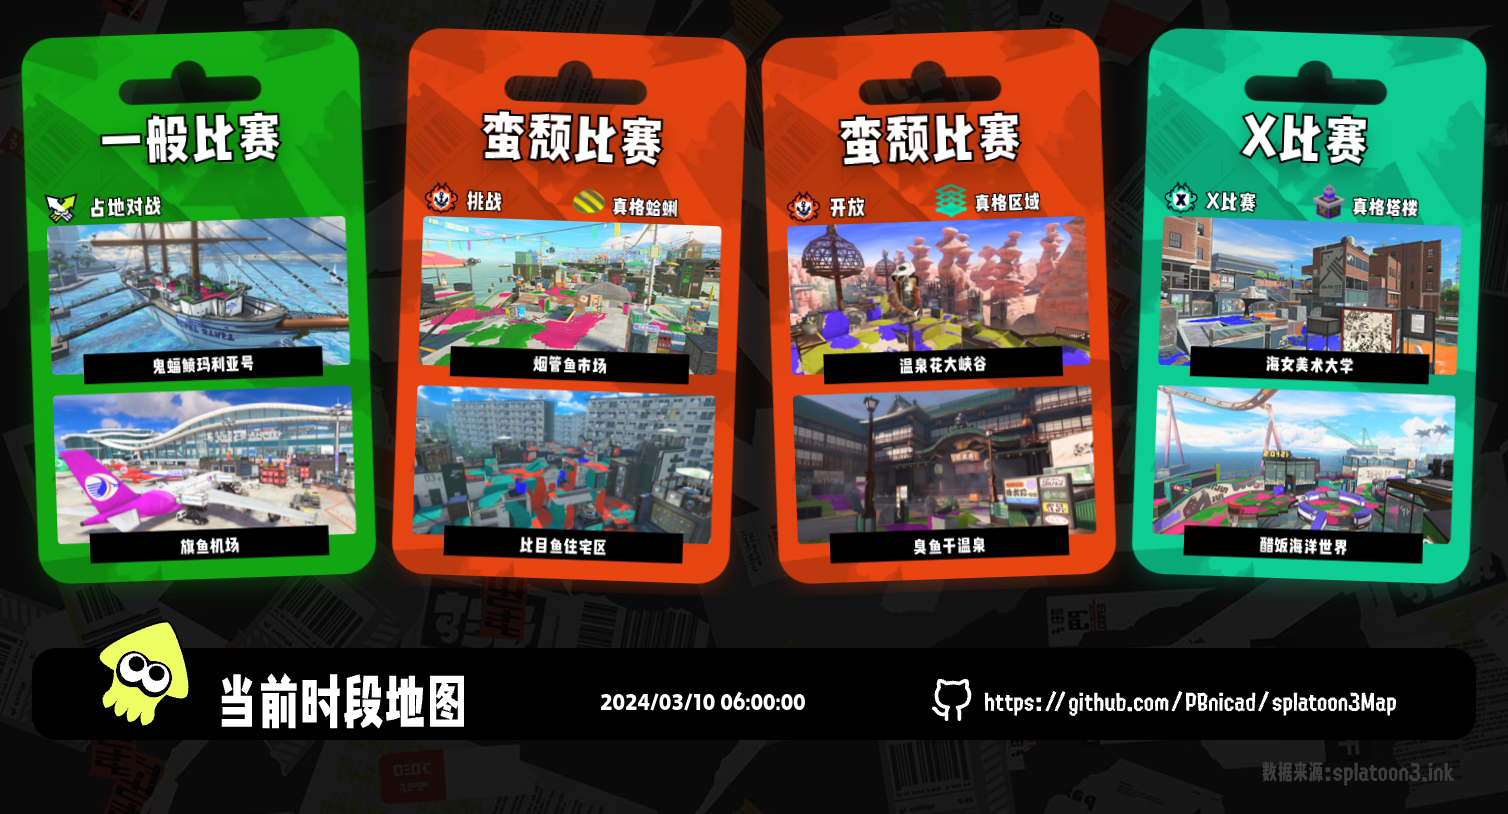 一般比赛
占地对战
鬼蝠鲼玛利亚号
旗鱼机场
蛮颓比赛
挑战
真格蛤蜊
烟管鱼市场
比目鱼住宅区
蛮颓比赛
开放
真格区域
温泉花大峡谷
臭鱼干温泉
X比赛
X比赛
真格塔楼
海女美术大学
醋饭海洋世界
当前时段地图
2024/03/10 06:00:00
https://github.com/PBnicad/splatoon3Map
数据来源:splatoon3.ink